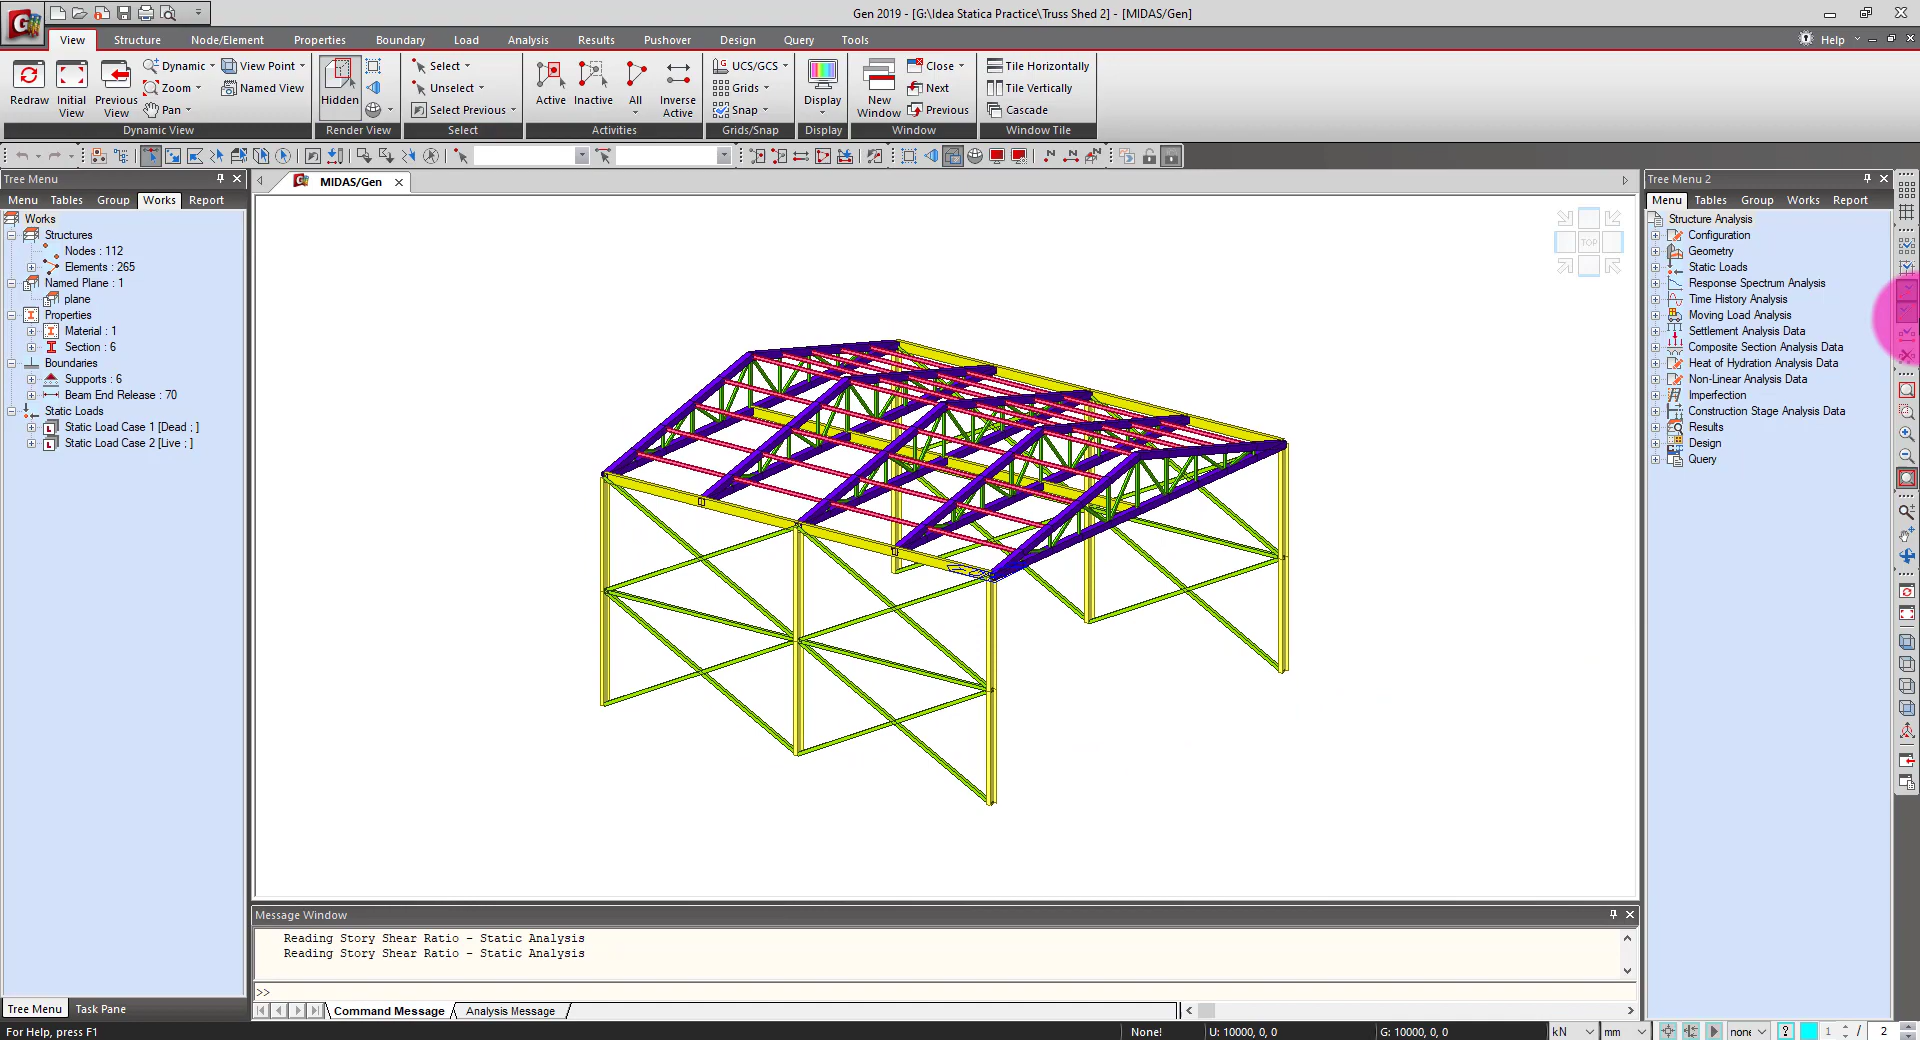 Gen 2019 - [G:\Idea Statica Practice\Truss Shed 2] - [MIDAS/Gen]
View Structure Node/Element Properties Boundary Load Analysis Results Pushover Design Query Tools Help
Redraw Initial View Previous View Dynamic Zoom Pan View Point Named View
Hidden
Select Unselect Select Previous
Active Inactive All Inverse Active
UCS/GCS Grids Snap
Display
New Window Close Next Previous
Tile Horizontally Tile Vertically Cascade
Dynamic View Render View Select Activities Grids/Snap Display Window Window Tile
Tree Menu
Menu Tables Group Works Report
Works
Structures
Nodes : 112
Elements : 265
Named Plane : 1
plane
Properties
Material : 1
Section : 6
Boundaries
Supports : 6
Beam End Release : 70
Static Loads
Static Load Case 1 [Dead ; ]
Static Load Case 2 [Live ; ]
Tree Menu Task Pane
MIDAS/Gen
TOP
Message Window
Reading Story Shear Ratio - Static Analysis
Reading Story Shear Ratio - Static Analysis
>>
Command Message Analysis Message
Tree Menu 2
Menu Tables Group Works Report
Structure Analysis
Configuration
Geometry
Static Loads
Response Spectrum Analysis
Time History Analysis
Moving Load Analysis
Settlement Analysis Data
Composite Section Analysis Data
Heat of Hydration Analysis Data
Non-Linear Analysis Data
Imperfection
Construction Stage Analysis Data
Results
Design
Query
For Help, press F1 None! U: 10000, 0, 0 G: 10000, 0, 0 kN mm none ? 1 / 2